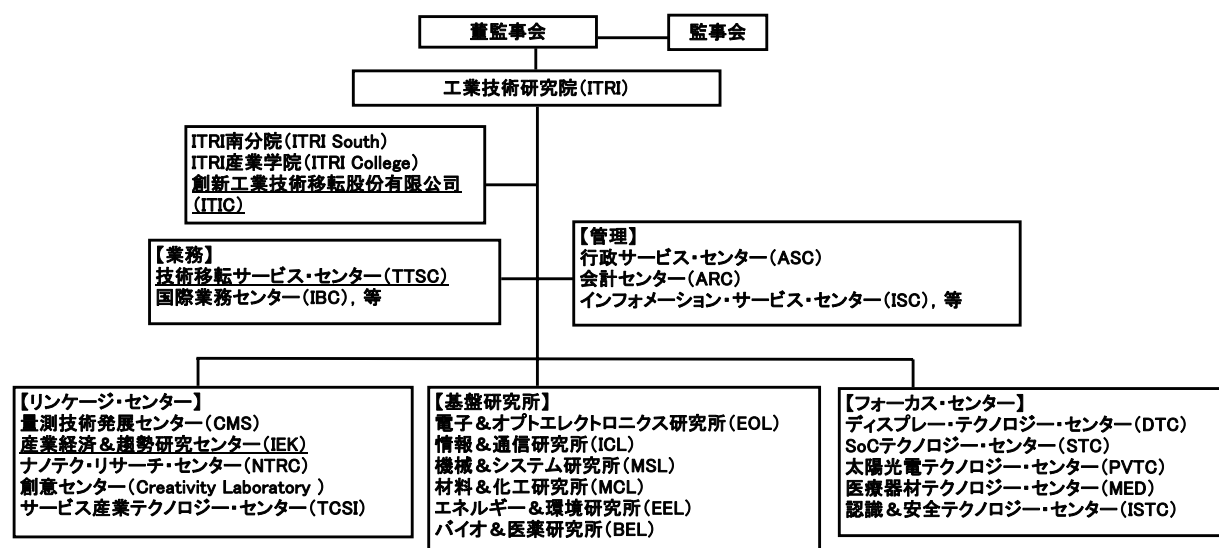 董監事会
監事会
工業技術研究院(ITRI)
ITRI南分院(ITRI South)
ITRI産業学院(ITRI College)
創新工業技術移転股份有限公司
(ITIC)
【業務】
技術移転サービス・センター(TTSC)
国際業務センター(IBC), 等
【管理】
行政サービス・センター(ASC)
会計センター(ARC)
インフォメーション・サービス・センター(ISC), 等
【リンケージ・センター】
量測技術発展センター(CMS)
産業経済&趨勢研究センター(IEK)
ナノテク・リサーチ・センター(NTRC)
創意センター(Creativity Laboratory )
サービス産業テクノロジー・センター(TCSI)
【基盤研究所】
電子&オプトエレクトロニクス研究所(EOL)
情報&通信研究所(ICL)
機械&システム研究所(MSL)
材料&化工研究所(MCL)
エネルギー&環境研究所(EEL)
バイオ&医薬研究所(BEL)
【フォーカス・センター】
ディスプレー・テクノロジー・センター(DTC)
SoCテクノロジー・センター(STC)
太陽光電テクノロジー・センター(PVTC)
医療器材テクノロジー・センター(MED)
認識&安全テクノロジー・センター(ISTC)